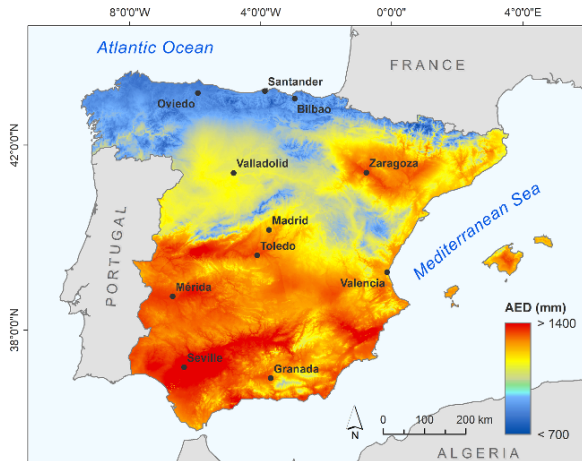 8°0'0"W
4°0'0"W
0°0'0"
4°0'0"E
Atlantic Ocean
FRANCE
Santander
Oviedo
Bilbao
42°0'0"N
Valladolid
Zaragoza
Madrid
Toledo
PORTUGAL
Mediterranean Sea
Valencia
Mérida
AED (mm)
> 1400
38°0'0"N
Seville
Granada
N
0
100
200 km
< 700
ALGERIA